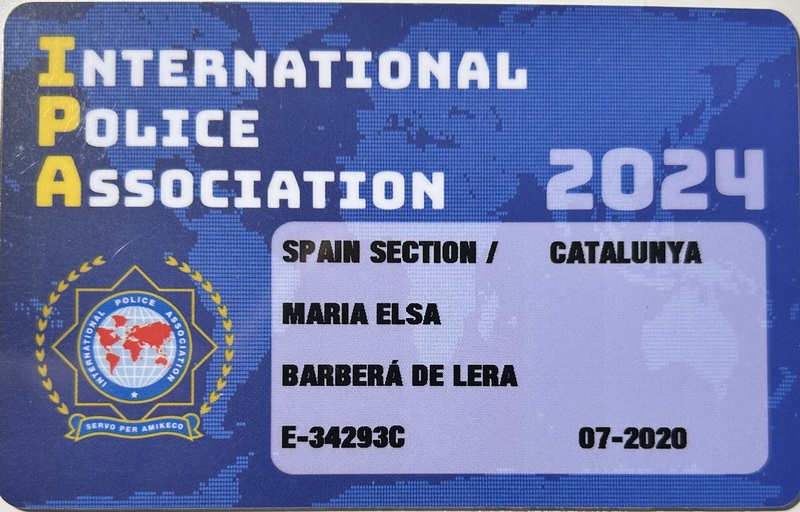 INTERNATIONAL
POLICE
ASSOCIATION
2024
SPAIN SECTION / CATALUNYA
MARIA ELSA
BARBERÁ DE LERA
E-34293C 07-2020
INTERNATIONAL POLICE ASSOCIATION
SERVO PER AMIKECO